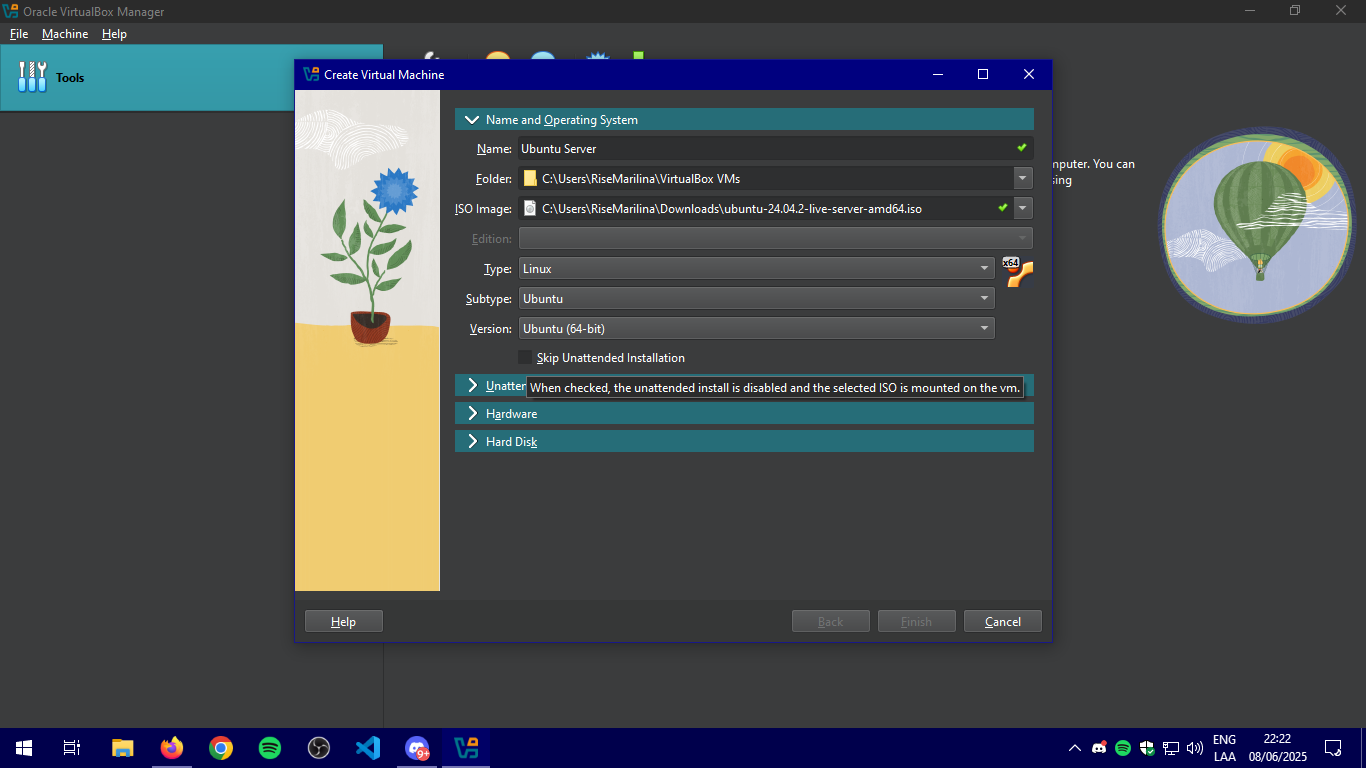 Oracle VirtualBox Manager
File Machine Help
Tools
Create Virtual Machine
Name and Operating System
Name: Ubuntu Server
Folder: C:\Users\RiseMarilina\VirtualBox VMs
ISO Image: C:\Users\RiseMarilina\Downloads\ubuntu-24.04.2-live-server-amd64.iso
Edition:
Type: Linux
x64
Subtype: Ubuntu
Version: Ubuntu (64-bit)
Skip Unattended Installation
Unatten
When checked, the unattended install is disabled and the selected ISO is mounted on the vm.
Hardware
Hard Disk
Help Back Finish Cancel
mputer. You can
sing
9+
ENG
LAA
22:22
08/06/2025